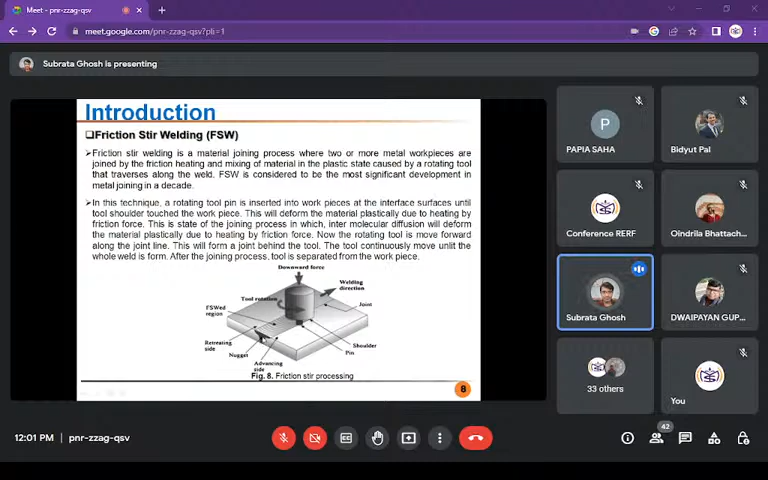 Meet - pnr-zzag-qsv
meet.google.com/pnr-zzag-qsv?pli=1
Subrata Ghosh is presenting
Introduction
❑Friction Stir Welding (FSW)
➢Friction stir welding is a material joining process where two or more metal workpieces are
joined by the friction heating and mixing of material in the plastic state caused by a rotating tool
that traverses along the weld. FSW is considered to be the most significant development in
metal joining in a decade.
➢In this technique, a rotating tool pin is inserted into work pieces at the interface surfaces until
tool shoulder touched the work piece. This will deform the material plastically due to heating by
friction force. This is state of the joining process in which, inter molecular diffusion will deform
the material plastically due to heating by friction force. Now the rotating tool is move forward
along the joint line. This will form a joint behind the tool. The tool continuously move unlit the
whole weld is form. After the joining process, tool is separated from the work piece.
Downward force
Welding
direction
Tool rotation
Joint
FSWed
region
Retreating
side
Nugget
Advancing
side
Shoulder
Pin
Fig. 8. Friction stir processing
8
P
PAPIA SAHA
Bidyut Pal
Conference RERF
Oindrila Bhattach...
Subrata Ghosh
DWAIPAYAN GUP...
33 others
You
12:01 PM | pnr-zzag-qsv
CC
42